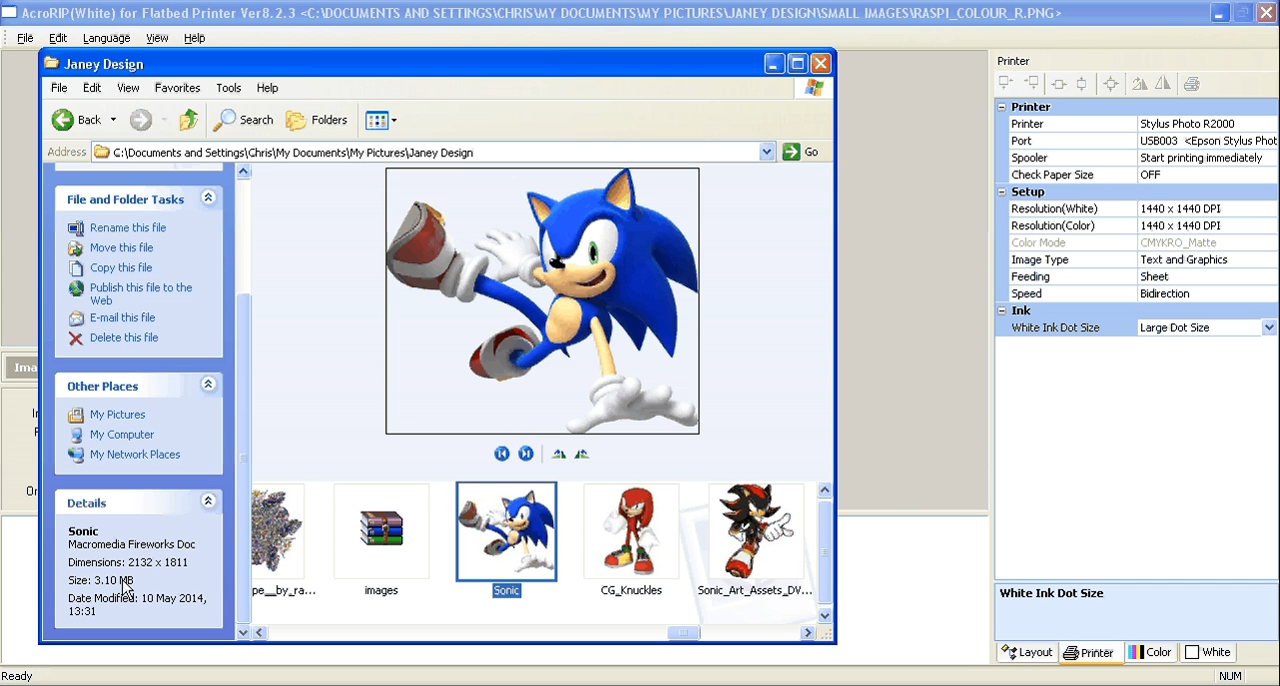 AcroRIP(White) for Flatbed Printer Ver8.2.3 <C:\DOCUMENTS AND SETTINGS\CHRIS\MY DOCUMENTS\MY PICTURES\JANEY DESIGN\SMALL IMAGES\RASPI_COLOUR_R.PNG>
File Edit Language View Help
Janey Design
File Edit View Favorites Tools Help
Back Search Folders
Address C:\Documents and Settings\Chris\My Documents\My Pictures\Janey Design Go
File and Folder Tasks
Rename this file
Move this file
Copy this file
Publish this file to the
Web
E-mail this file
Delete this file
Other Places
My Pictures
My Computer
My Network Places
Details
Sonic
Macromedia Fireworks Doc
Dimensions: 2132 x 1811
Size: 3.10 MB
Date Modified: 10 May 2014,
13:31
pe__by_ra...
images
Sonic
CG_Knuckles
Sonic_Art_Assets_DV...
Ima
Or
Printer
Printer
Printer Stylus Photo R2000
Port USB003 <Epson Stylus Phot
Spooler Start printing immediately
Check Paper Size OFF
Setup
Resolution(White) 1440 x 1440 DPI
Resolution(Color) 1440 x 1440 DPI
Color Mode CMYKRO_Matte
Image Type Text and Graphics
Feeding Sheet
Speed Bidirection
Ink
White Ink Dot Size Large Dot Size
White Ink Dot Size
Layout Printer Color White
Ready NUM